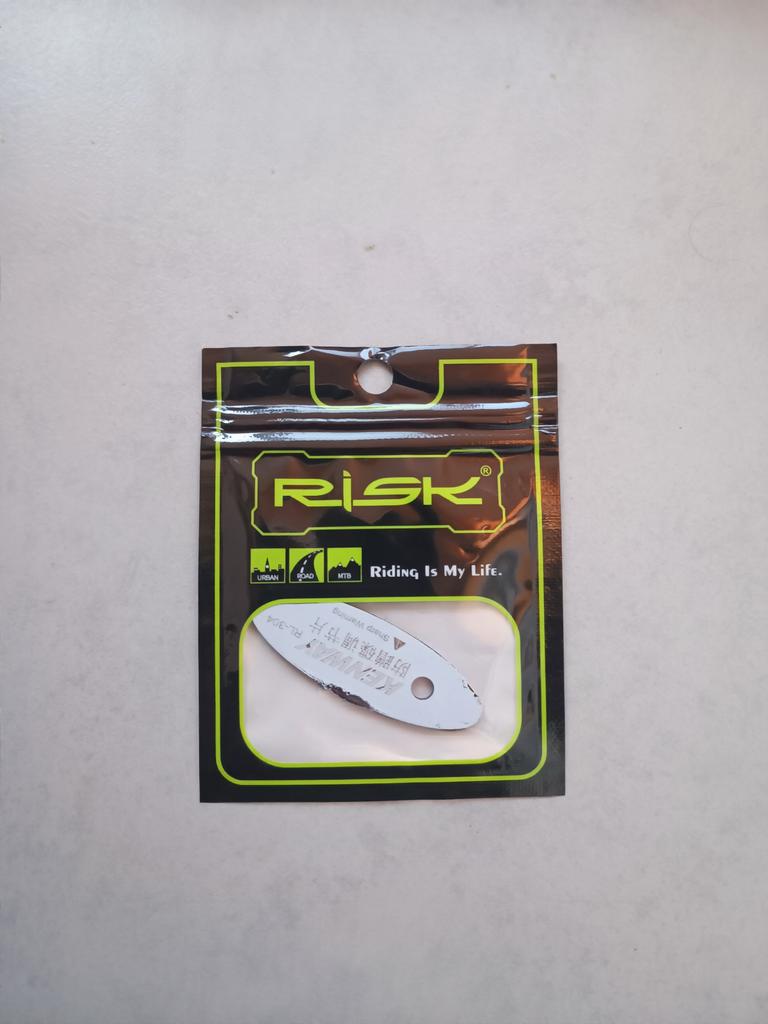 RiSK®
URBAN
ROAD
MTB
Riding Is My Life.
Sharp Warning
RL-304
KENWAY
防蹭碟调节片